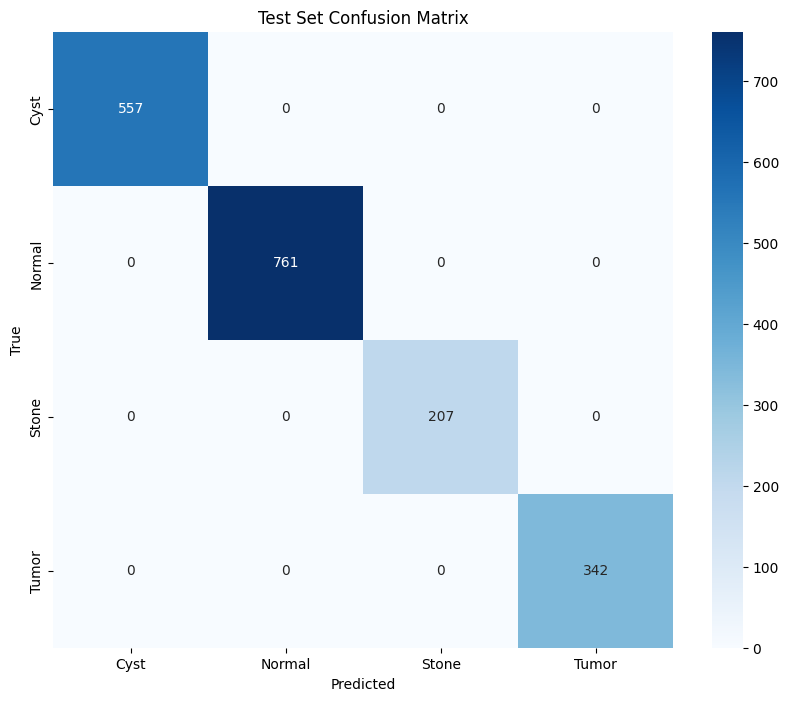 Test Set Confusion Matrix
Cyst 557 0 0 0
Normal 0 761 0 0
Stone 0 0 207 0
Tumor 0 0 0 342
Cyst Normal Stone Tumor
Predicted
True
700
600
500
400
300
200
100
0